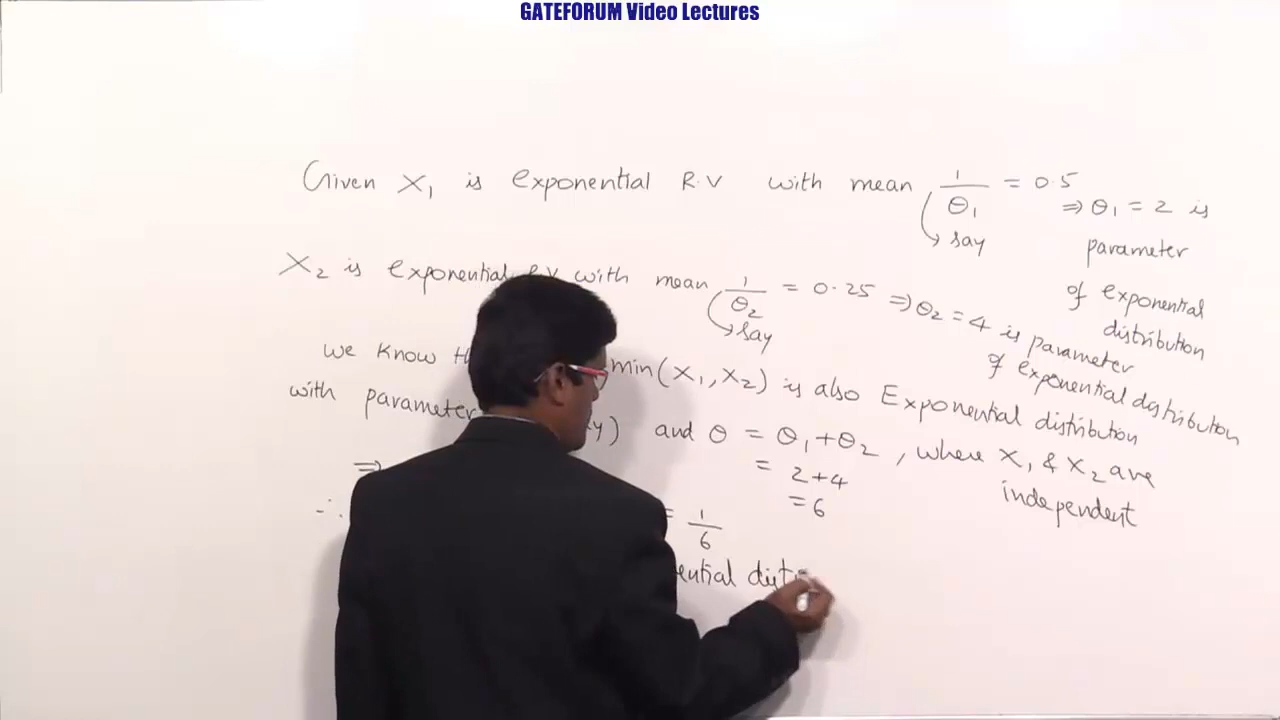 GATEFORUM Video Lectures
Given X₁ is exponential R.V with mean 1/θ₁ = 0.5
say
⇒ θ₁ = 2 is
parameter
of exponential
distribution
X₂ is exponential R.V with mean 1/θ₂ = 0.25 ⇒ θ₂ = 4 is parameter
say
of exponential distribution
We know min(X₁, X₂) is also Exponential distribution
with parameter and θ = θ₁+θ₂, where X₁ & X₂ are
independent
⇒ = 2+4
= 6
∴ = 1/6